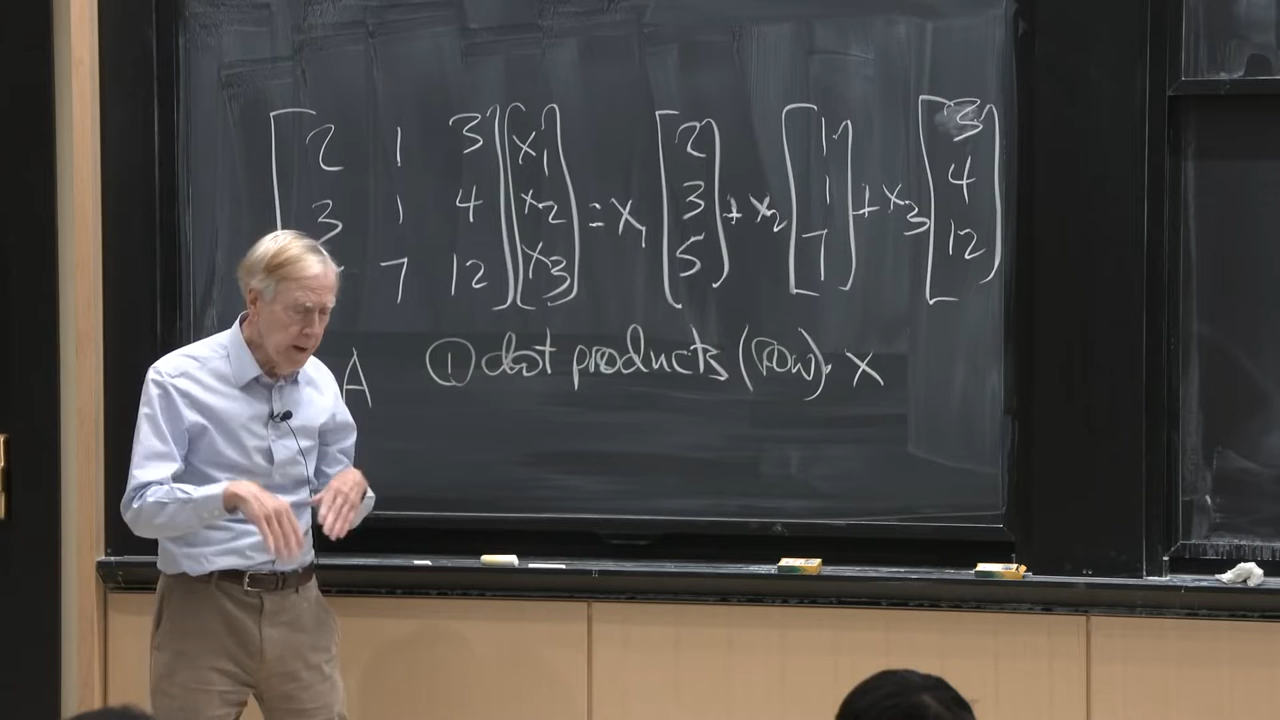 2 1 3 x1 = x1 2 + x2 1 + x3 3
3 1 4 x2 3 1 4
7 12 x3 5 7 12
A ① dot products (row). x